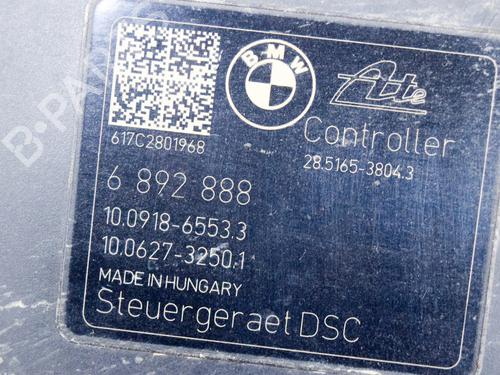 BMW
Ate
617C2801968
Controller
28.5165-3804.3
6 892 888
10.0918-6553.3
10.0627-3250.1
MADE IN HUNGARY
Steuergeraet DSC
B-PARTS